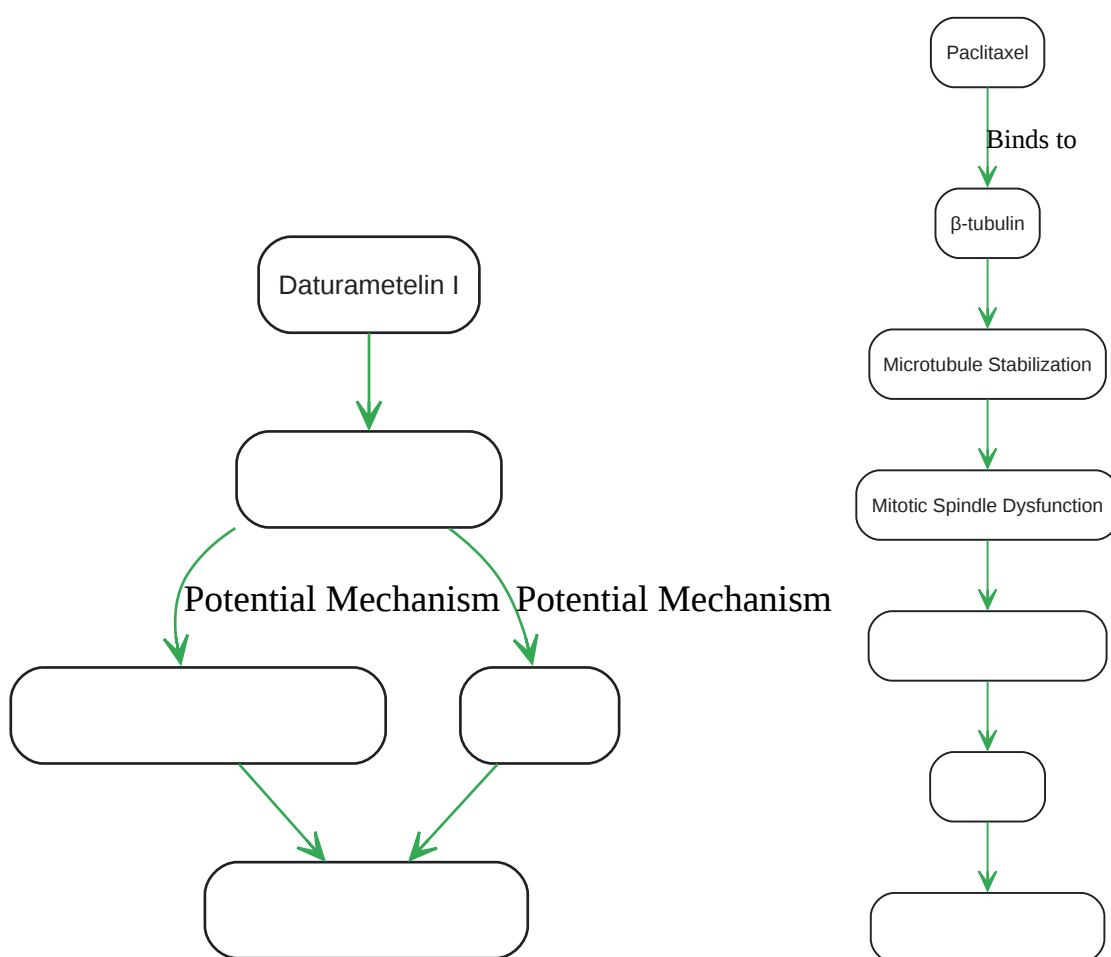 Paclitaxel
Binds to
β-tubulin
Daturametelin I
Microtubule Stabilization
Mitotic Spindle Dysfunction
Potential Mechanism
Potential Mechanism